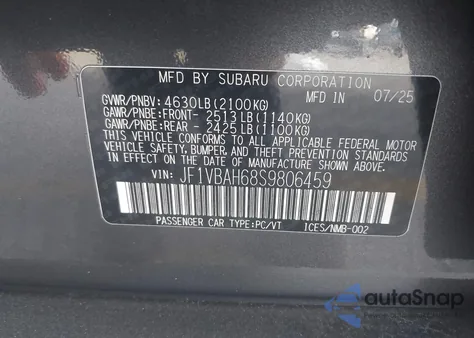 MFD BY SUBARU CORPORATION
GVWR/PNBV: 4630LB(2100KG) MFD IN 07/25
GAWR/PNBE:FRONT- 2513LB(1140KG)
GAWR/PNBE:REAR - 2425LB(1100KG)
THIS VEHICLE CONFORMS TO ALL APPLICABLE FEDERAL MOTOR
VEHICLE SAFETY, BUMPER, AND THEFT PREVENTION STANDARDS
IN EFFECT ON THE DATE OF MANUFACTURE SHOWN ABOVE.
VIN: JF1VBAH68S9806459
PASSENGER CAR TYPE:PC/VT ICES/NMB-002
autoSnap